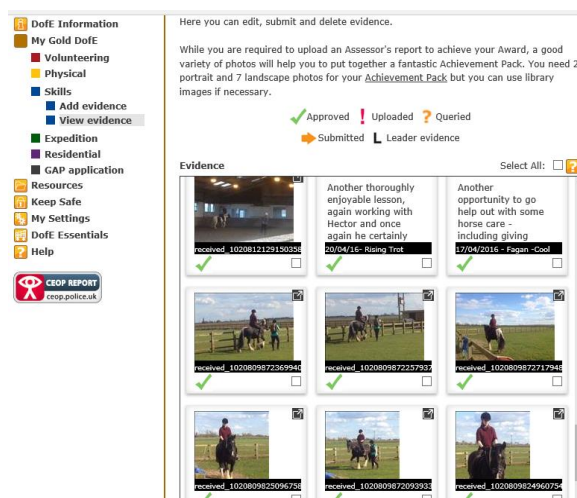 DofE Information
My Gold DofE
Volunteering
Physical
Skills
Add evidence
View evidence
Expedition
Residential
GAP application
Resources
Keep Safe
My Settings
DofE Essentials
Help
CEOP REPORT
ceop.police.uk
Here you can edit, submit and delete evidence.
While you are required to upload an Assessor's report to achieve your Award, a good
variety of photos will help you to put together a fantastic Achievement Pack. You need 2
portrait and 7 landscape photos for your Achievement Pack but you can use library
images if necessary.
Approved ! Uploaded ? Queried
Submitted L Leader evidence
Evidence Select All: ?
Another thoroughly
enjoyable lesson,
again working with
Hector and once
again he certainly
Another
opportunity to go
help out with some
horse care -
including giving
received_1020812129150358
20/04/16- Rising Trot
17/04/2016 - Fagan -Cool
received_1020809872369940
received_1020809872257937
received_1020809872717948
received_1020809825096758
received_1020809872093933
received_1020809824960754